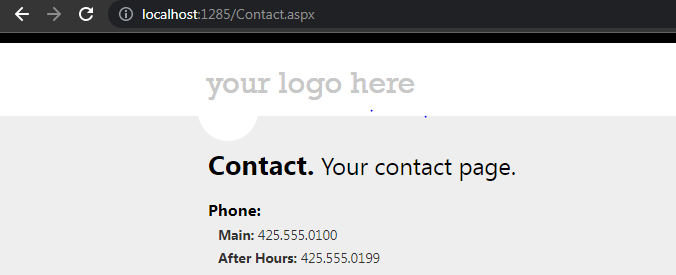 localhost:1285/Contact.aspx
your logo here
Contact. Your contact page.
Phone:
Main: 425.555.0100
After Hours: 425.555.0199